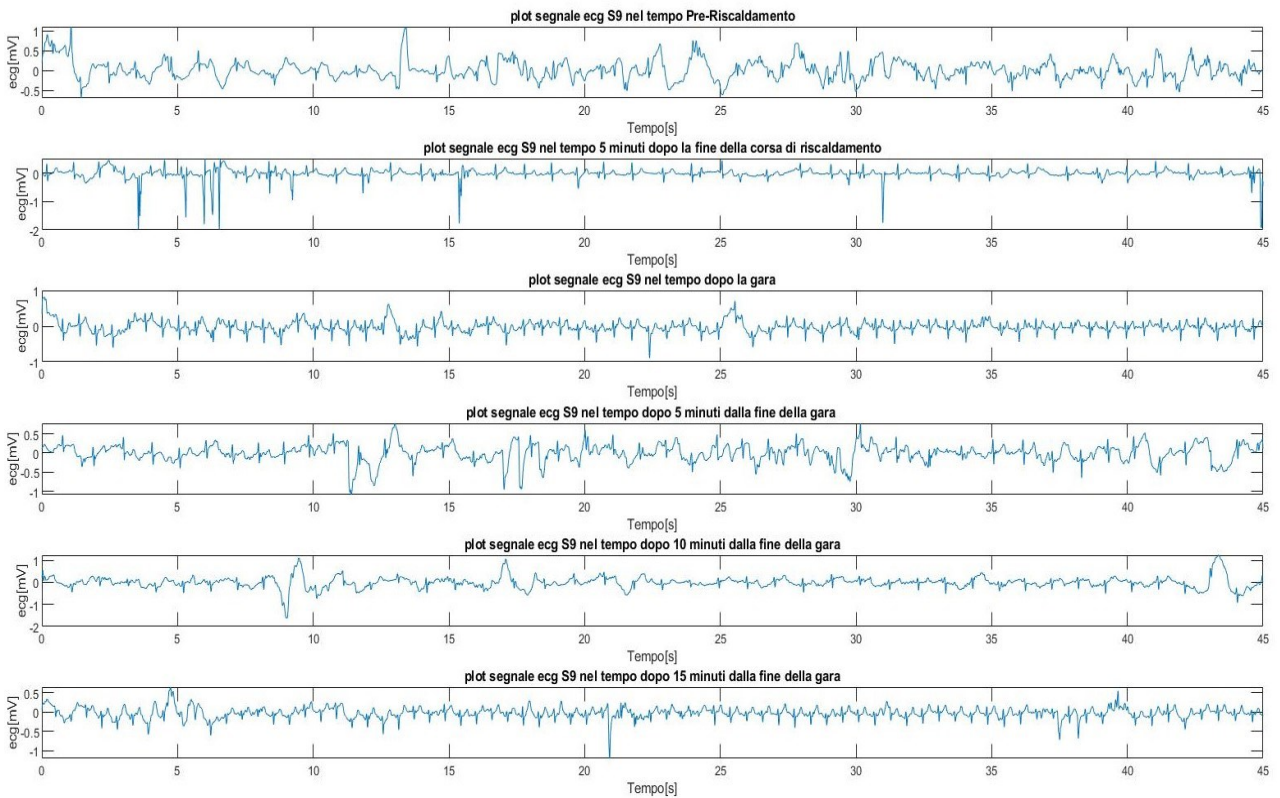 plot segnale ecg S9 nel tempo Pre-Riscaldamento
ecg[mV]
1
0.5
0
-0.5
0 5 10 15 20 25 30 35 40 45
Tempo[s]
plot segnale ecg S9 nel tempo 5 minuti dopo la fine della corsa di riscaldamento
ecg[mV]
0
-1
-2
0 5 10 15 20 25 30 35 40 45
Tempo[s]
plot segnale ecg S9 nel tempo dopo la gara
ecg[mV]
1
0
-1
0 5 10 15 20 25 30 35 40 45
Tempo[s]
plot segnale ecg S9 nel tempo dopo 5 minuti dalla fine della gara
ecg[mV]
0.5
0
-0.5
-1
0 5 10 15 20 25 30 35 40 45
Tempo[s]
plot segnale ecg S9 nel tempo dopo 10 minuti dalla fine della gara
ecg[mV]
1
0
-1
-2
0 5 10 15 20 25 30 35 40 45
Tempo[s]
plot segnale ecg S9 nel tempo dopo 15 minuti dalla fine della gara
ecg[mV]
0.5
0
-0.5
-1
0 5 10 15 20 25 30 35 40 45
Tempo[s]